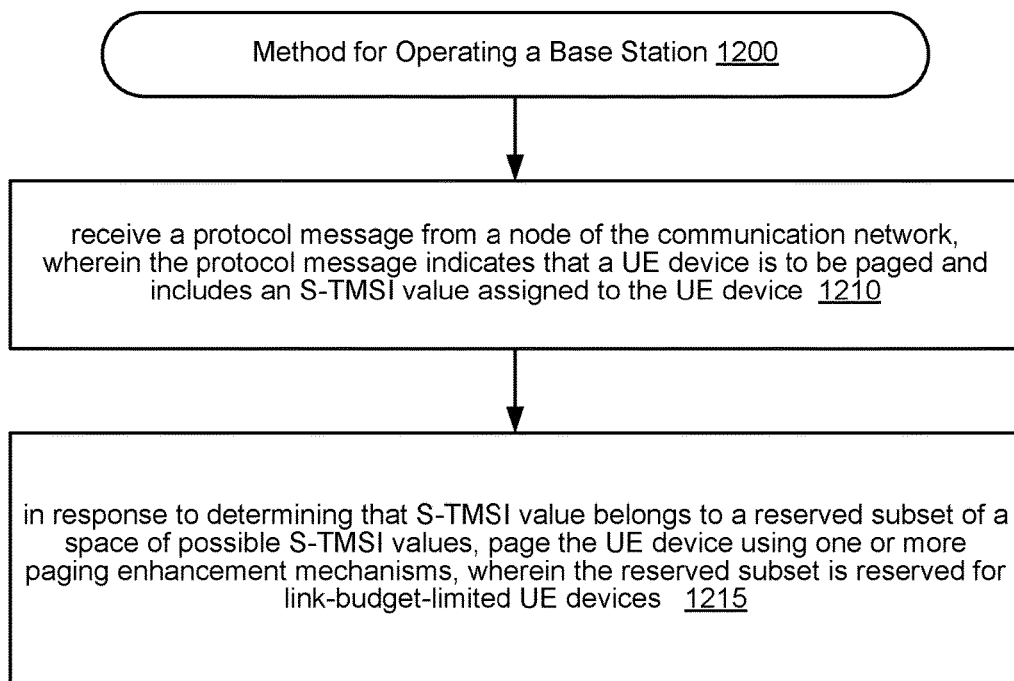 Method for Operating a Base Station 1200
receive a protocol message from a node of the communication network,
wherein the protocol message indicates that a UE device is to be paged and
includes an S-TMSI value assigned to the UE device 1210
in response to determining that S-TMSI value belongs to a reserved subset of a
space of possible S-TMSI values, page the UE device using one or more
paging enhancement mechanisms, wherein the reserved subset is reserved for
link-budget-limited UE devices 1215